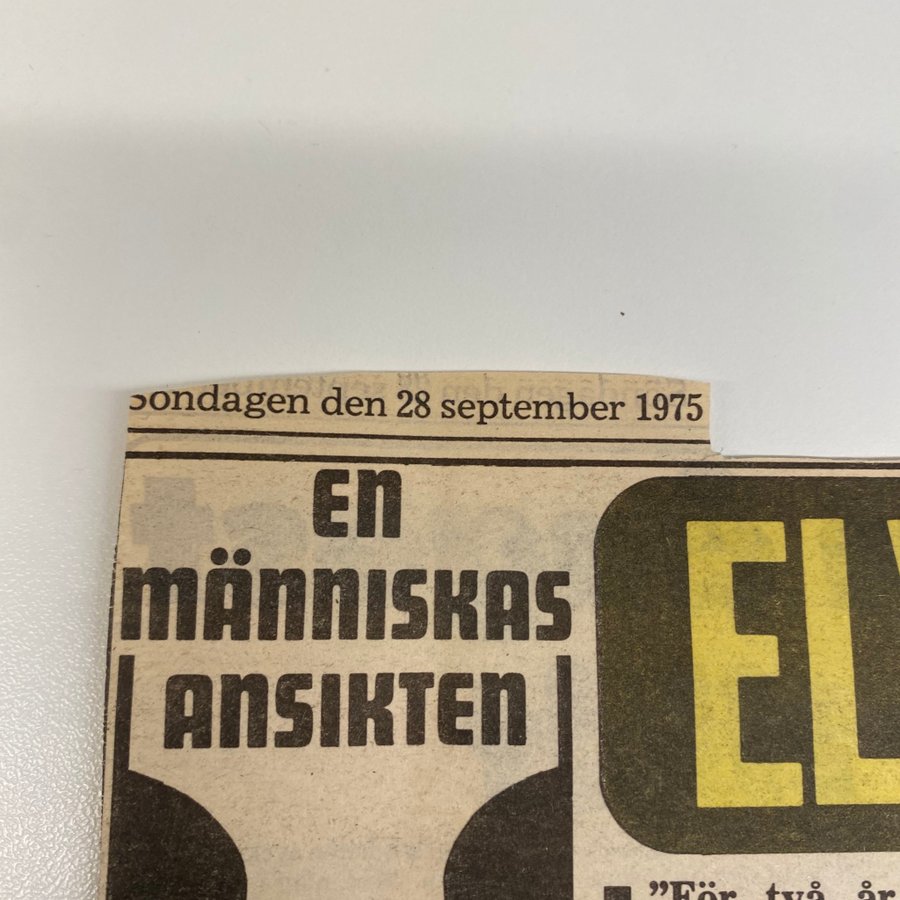 Söndagen den 28 september 1975
EN
MÄNNISKAS
ANSIKTEN
EL
"För två år